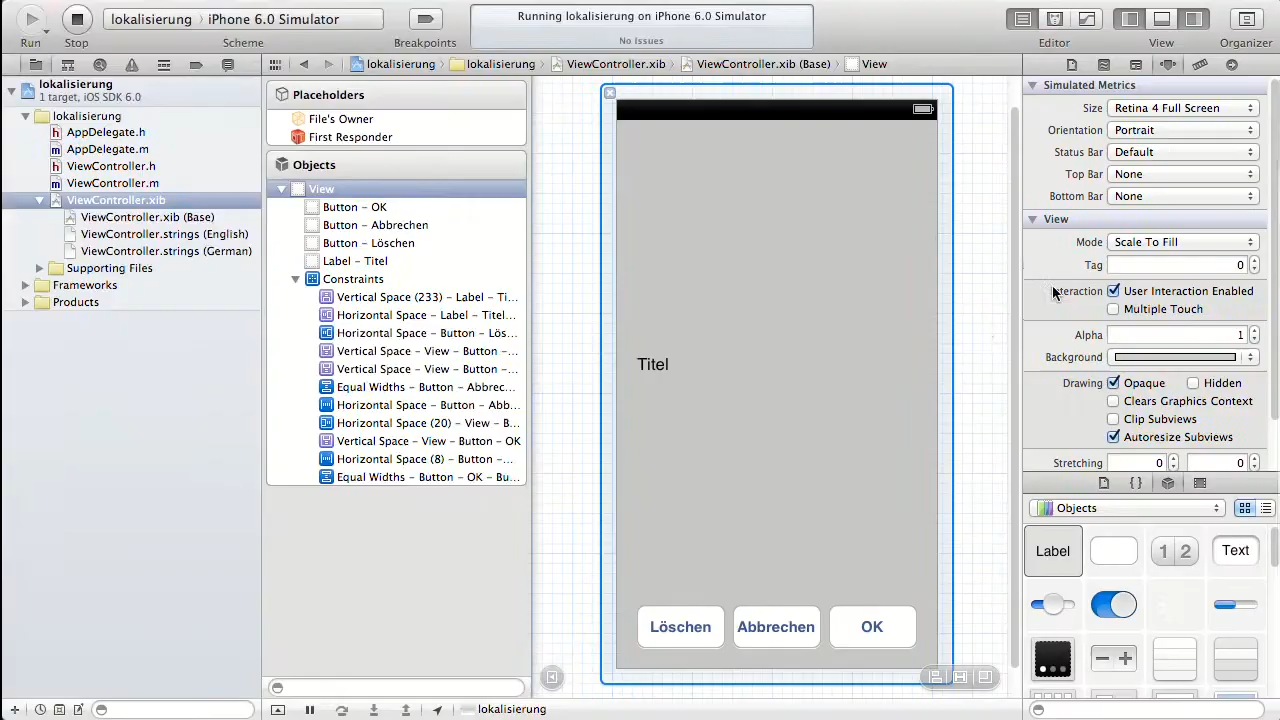 lokalisierung
iPhone 6.0 Simulator
Running lokalisierung on iPhone 6.0 Simulator
No Issues
Run
Stop
Scheme
Breakpoints
Editor
View
Organizer
lokalisierung
lokalisierung
ViewController.xib
ViewController.xib (Base)
View
lokalisierung
1 target, iOS SDK 6.0
lokalisierung
AppDelegate.h
AppDelegate.m
ViewController.h
ViewController.m
ViewController.xib
ViewController.xib (Base)
ViewController.strings (English)
ViewController.strings (German)
Supporting Files
Frameworks
Products
Placeholders
File's Owner
First Responder
Objects
View
Button – OK
Button – Abbrechen
Button – Löschen
Label – Titel
Constraints
Vertical Space (233) – Label – Ti...
Horizontal Space – Label – Titel...
Horizontal Space – Button – Lös...
Vertical Space – View – Button –...
Vertical Space – View – Button –...
Equal Widths – Button – Abbrec...
Horizontal Space – Button – Abb...
Horizontal Space (20) – View – B...
Vertical Space – View – Button – OK
Horizontal Space (8) – Button –...
Equal Widths – Button – OK – Bu...
Titel
Löschen
Abbrechen
OK
Simulated Metrics
Size Retina 4 Full Screen
Orientation Portrait
Status Bar Default
Top Bar None
Bottom Bar None
View
Mode Scale To Fill
Tag 0
Interaction User Interaction Enabled
Multiple Touch
Alpha 1
Background
Drawing Opaque Hidden
Clears Graphics Context
Clip Subviews
Autoresize Subviews
Stretching 0 0
{ }
Objects
Label
1 2
Text
lokalisierung